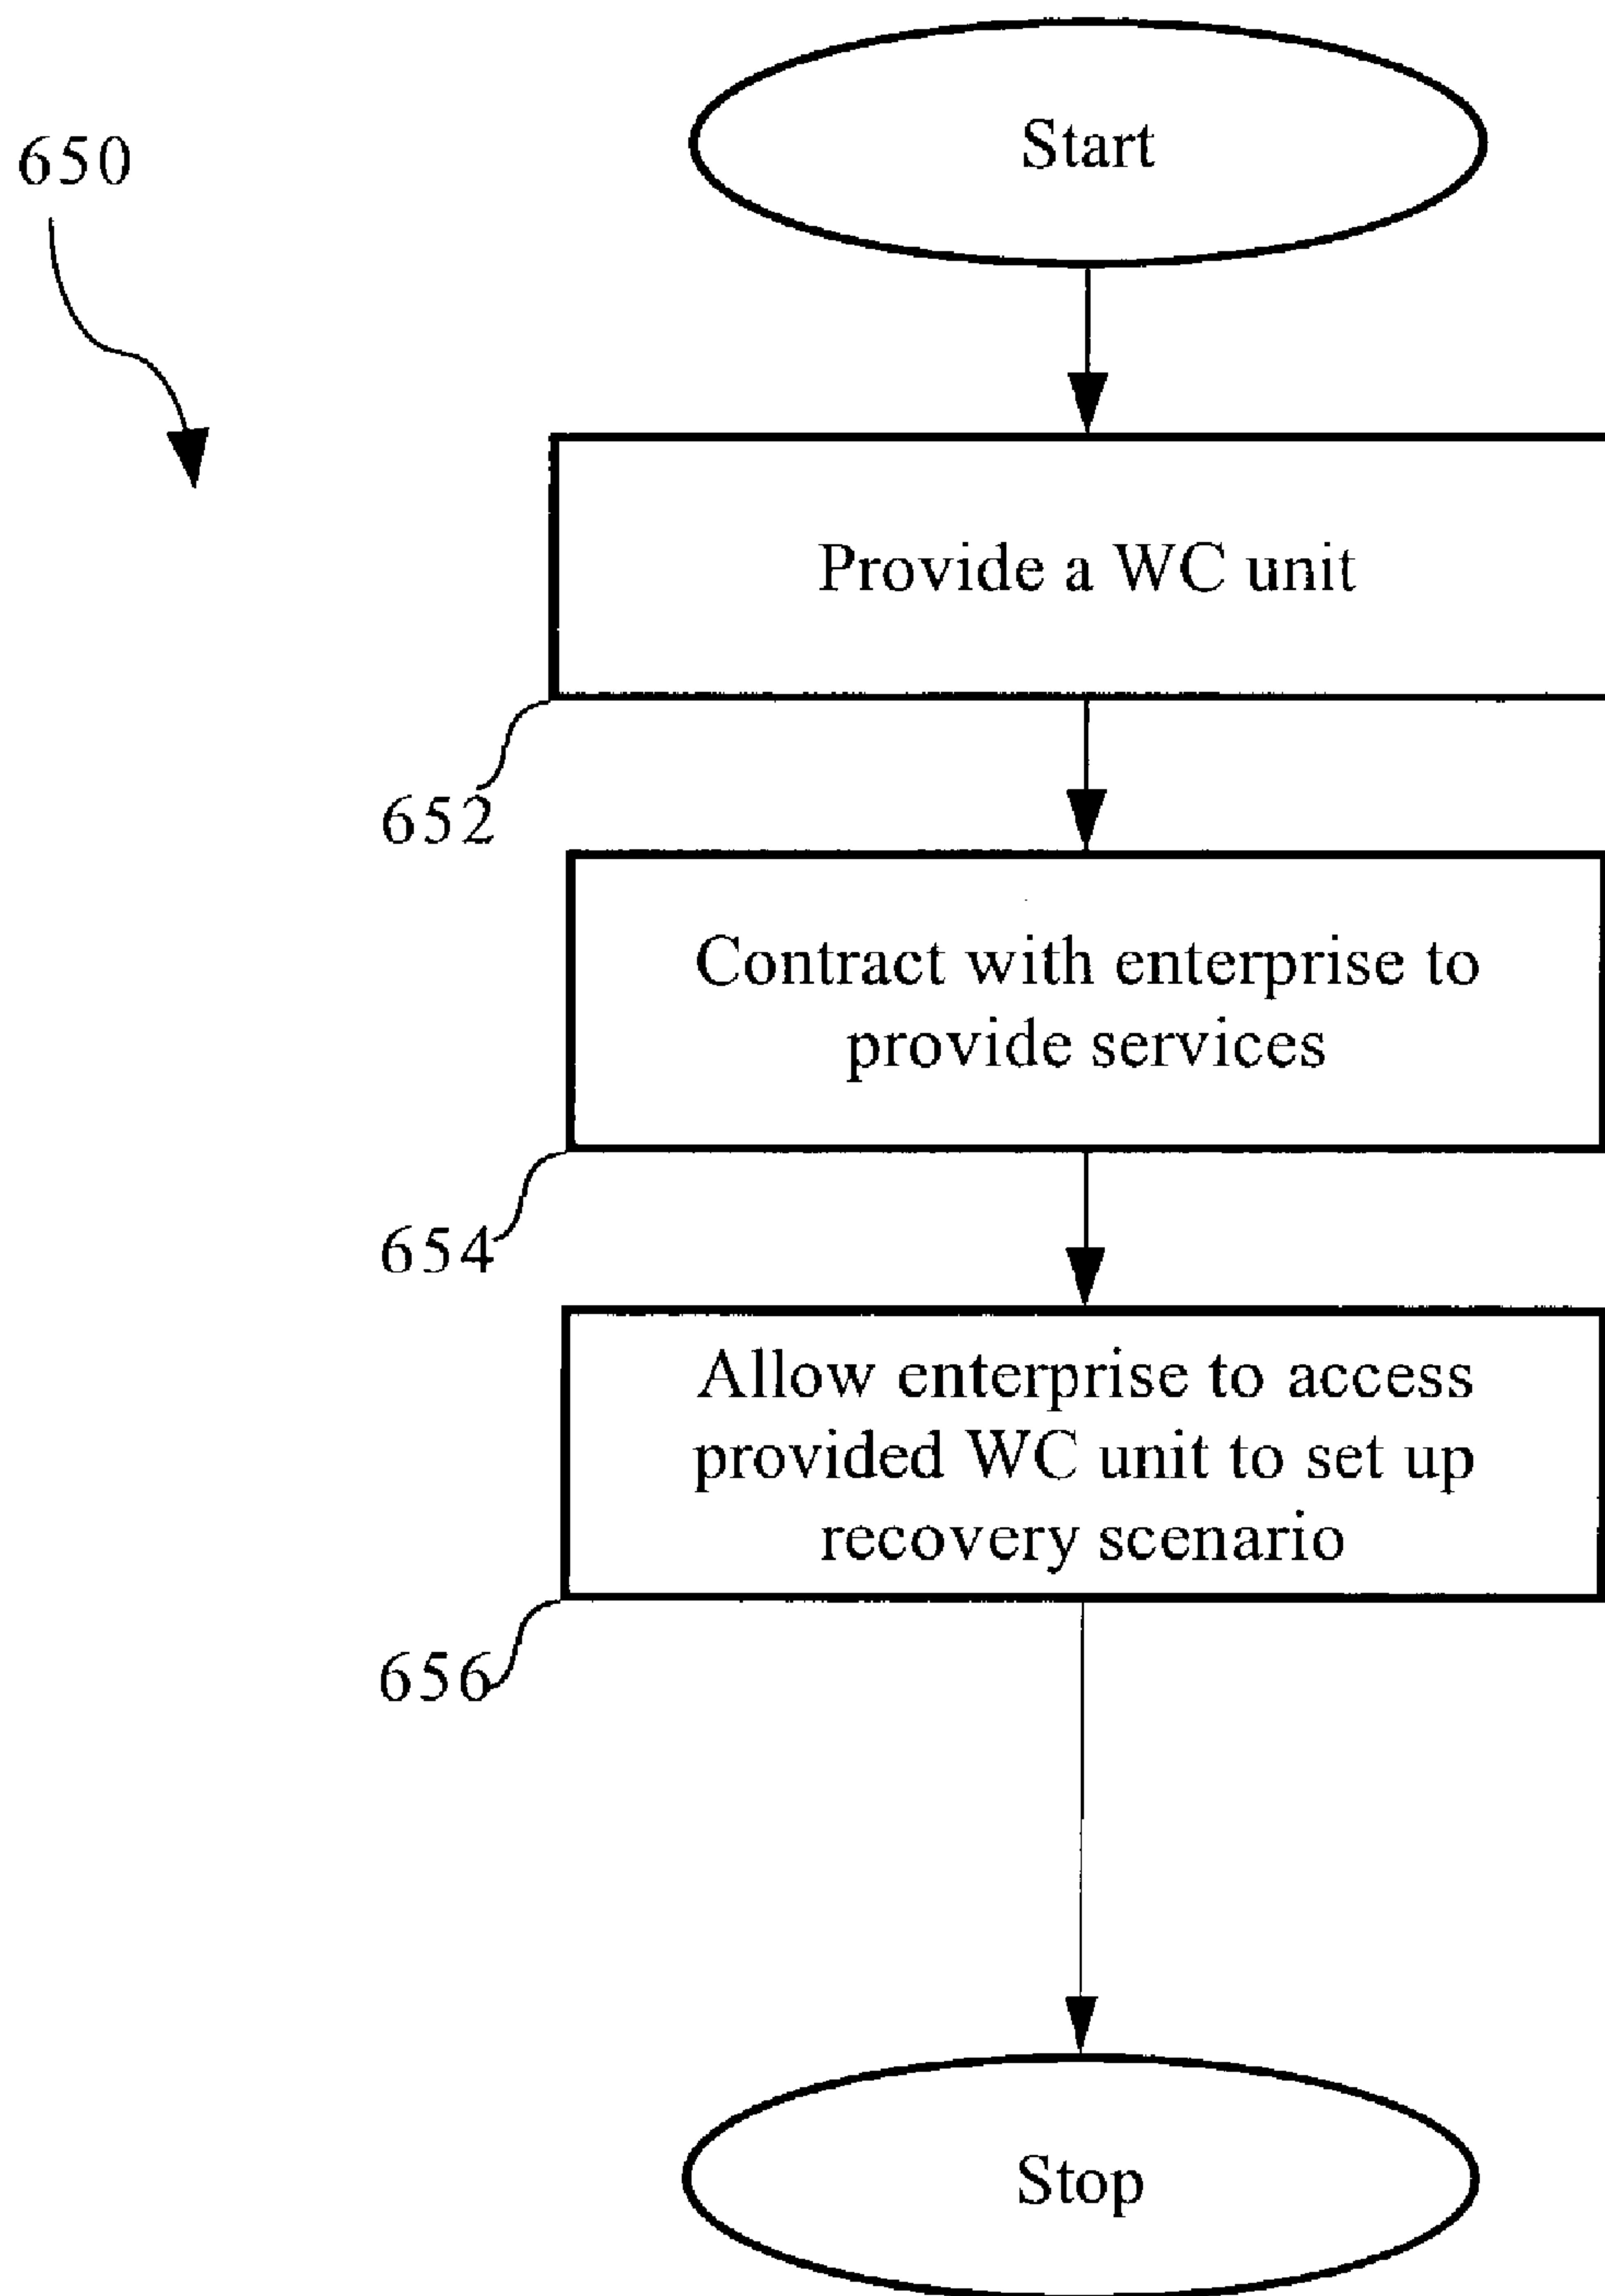 650
Start
Provide a WC unit
652
Contract with enterprise to
provide services
654
Allow enterprise to access
provided WC unit to set up
recovery scenario
656
Stop